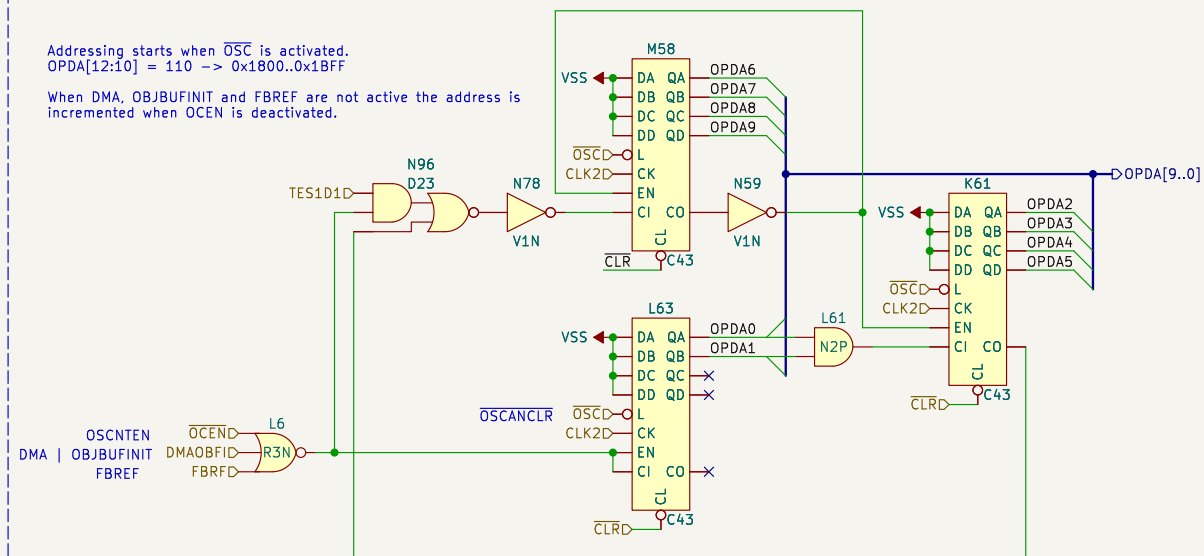 Addressing starts when OSC is activated.
OPDA[12:10] = 110 -> 0x1800..0x1BFF
When DMA, OBJBUFINIT and FBREF are not active the address is
incremented when OCEN is deactivated.
M58
VSS
DA QA OPDA6
DB QB OPDA7
DC QC OPDA8
DD QD OPDA9
OSC L
CLK2 CK
EN
CI CO
CL
CLR
C43
N96
D23
TES1D1
N78
V1N
N59
V1N
OPDA[9..0]
K61
VSS
DA QA OPDA2
DB QB OPDA3
DC QC OPDA4
DD QD OPDA5
OSC L
CLK2 CK
EN
CI CO
CL
CLR
C43
L63
VSS
DA QA OPDA0
DB QB OPDA1
DC QC
DD QD
OSCANCLR
OSC L
CLK2 CK
EN
CI CO
CL
CLR
C43
L61
N2P
L6
R3N
OSCNTEN
OCEN
DMA | OBJBUFINIT
DMAOBFI
FBREF
FBRF